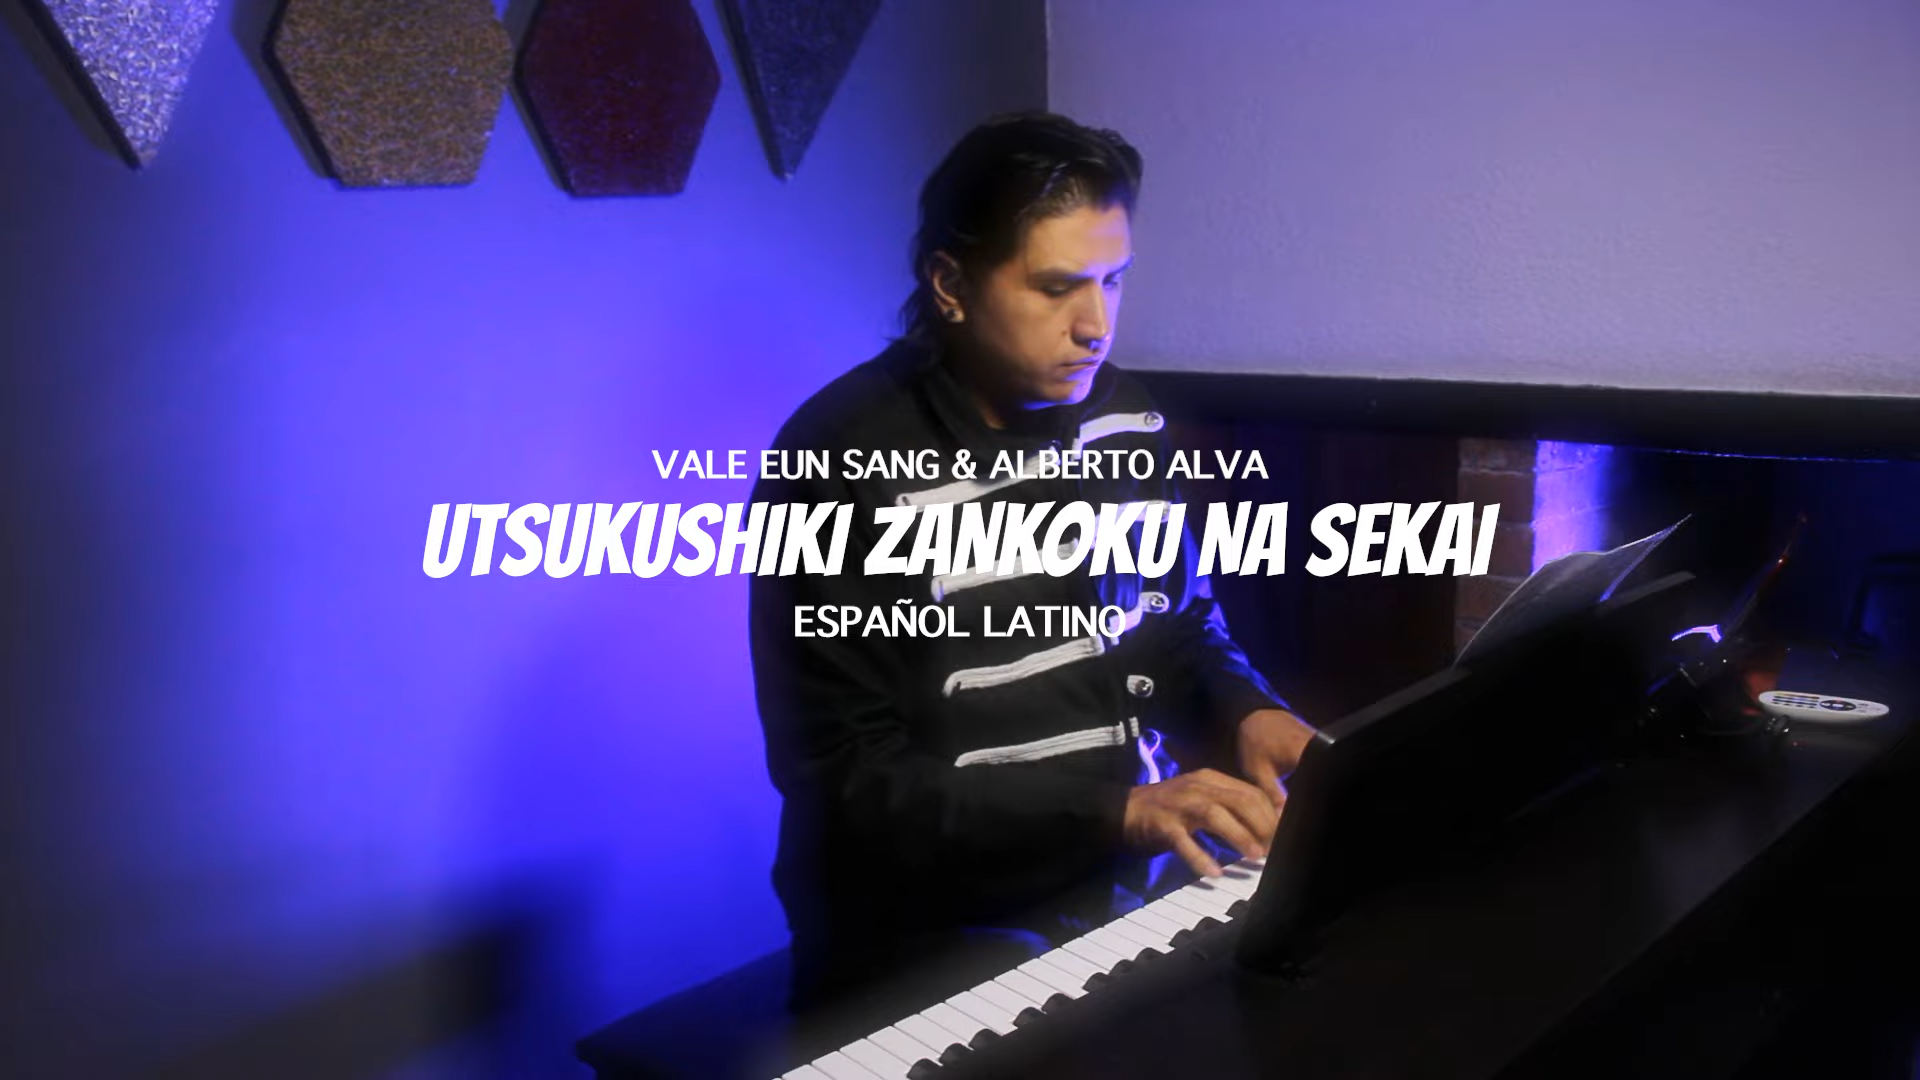 VALE EUN SANG & ALBERTO ALVA
UTSUKUSHIKI ZANKOKU NA SEKAI
ESPAÑOL LATINO